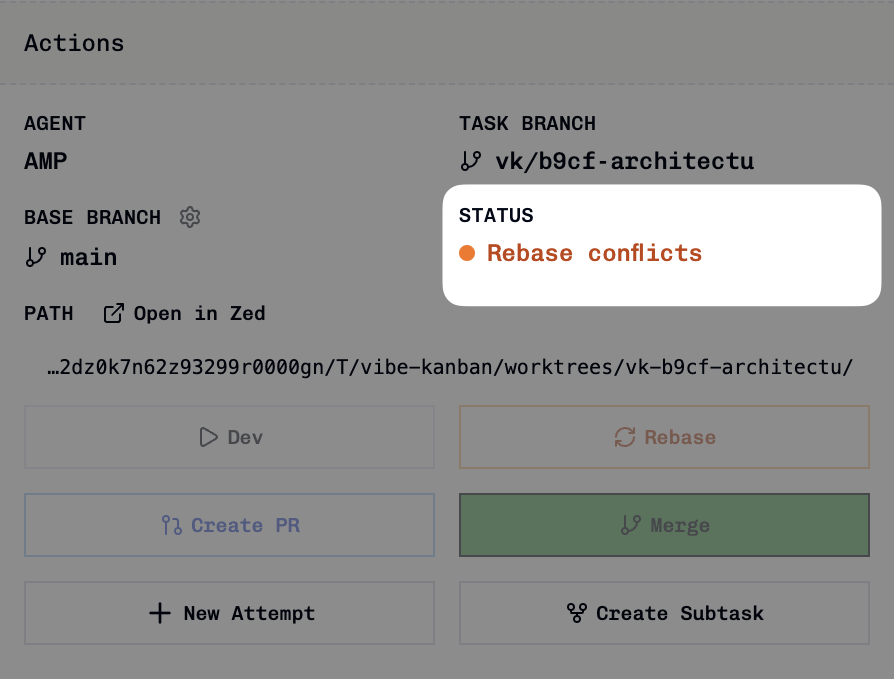 Actions
AGENT
AMP
TASK BRANCH
vk/b9cf-architectu
BASE BRANCH
main
STATUS
Rebase conflicts
PATH Open in Zed
…2dz0k7n62z93299r0000gn/T/vibe-kanban/worktrees/vk-b9cf-architectu/
Dev
Rebase
Create PR
Merge
New Attempt
Create Subtask